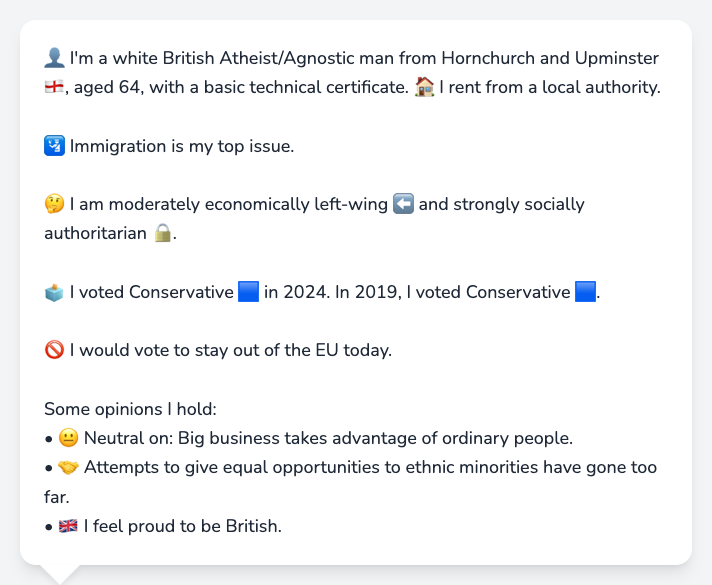 👤 I'm a white British Atheist/Agnostic man from Hornchurch and Upminster
🏴󠁧󠁢󠁥󠁮󠁧󠁿, aged 64, with a basic technical certificate. 🏠 I rent from a local authority.
🛂 Immigration is my top issue.
🤔 I am moderately economically left-wing ⬅️ and strongly socially
authoritarian 🔒.
🗳️ I voted Conservative 🟦 in 2024. In 2019, I voted Conservative 🟦.
🚫 I would vote to stay out of the EU today.
Some opinions I hold:
• 😐 Neutral on: Big business takes advantage of ordinary people.
• 🤝 Attempts to give equal opportunities to ethnic minorities have gone too
far.
• 🇬🇧 I feel proud to be British.